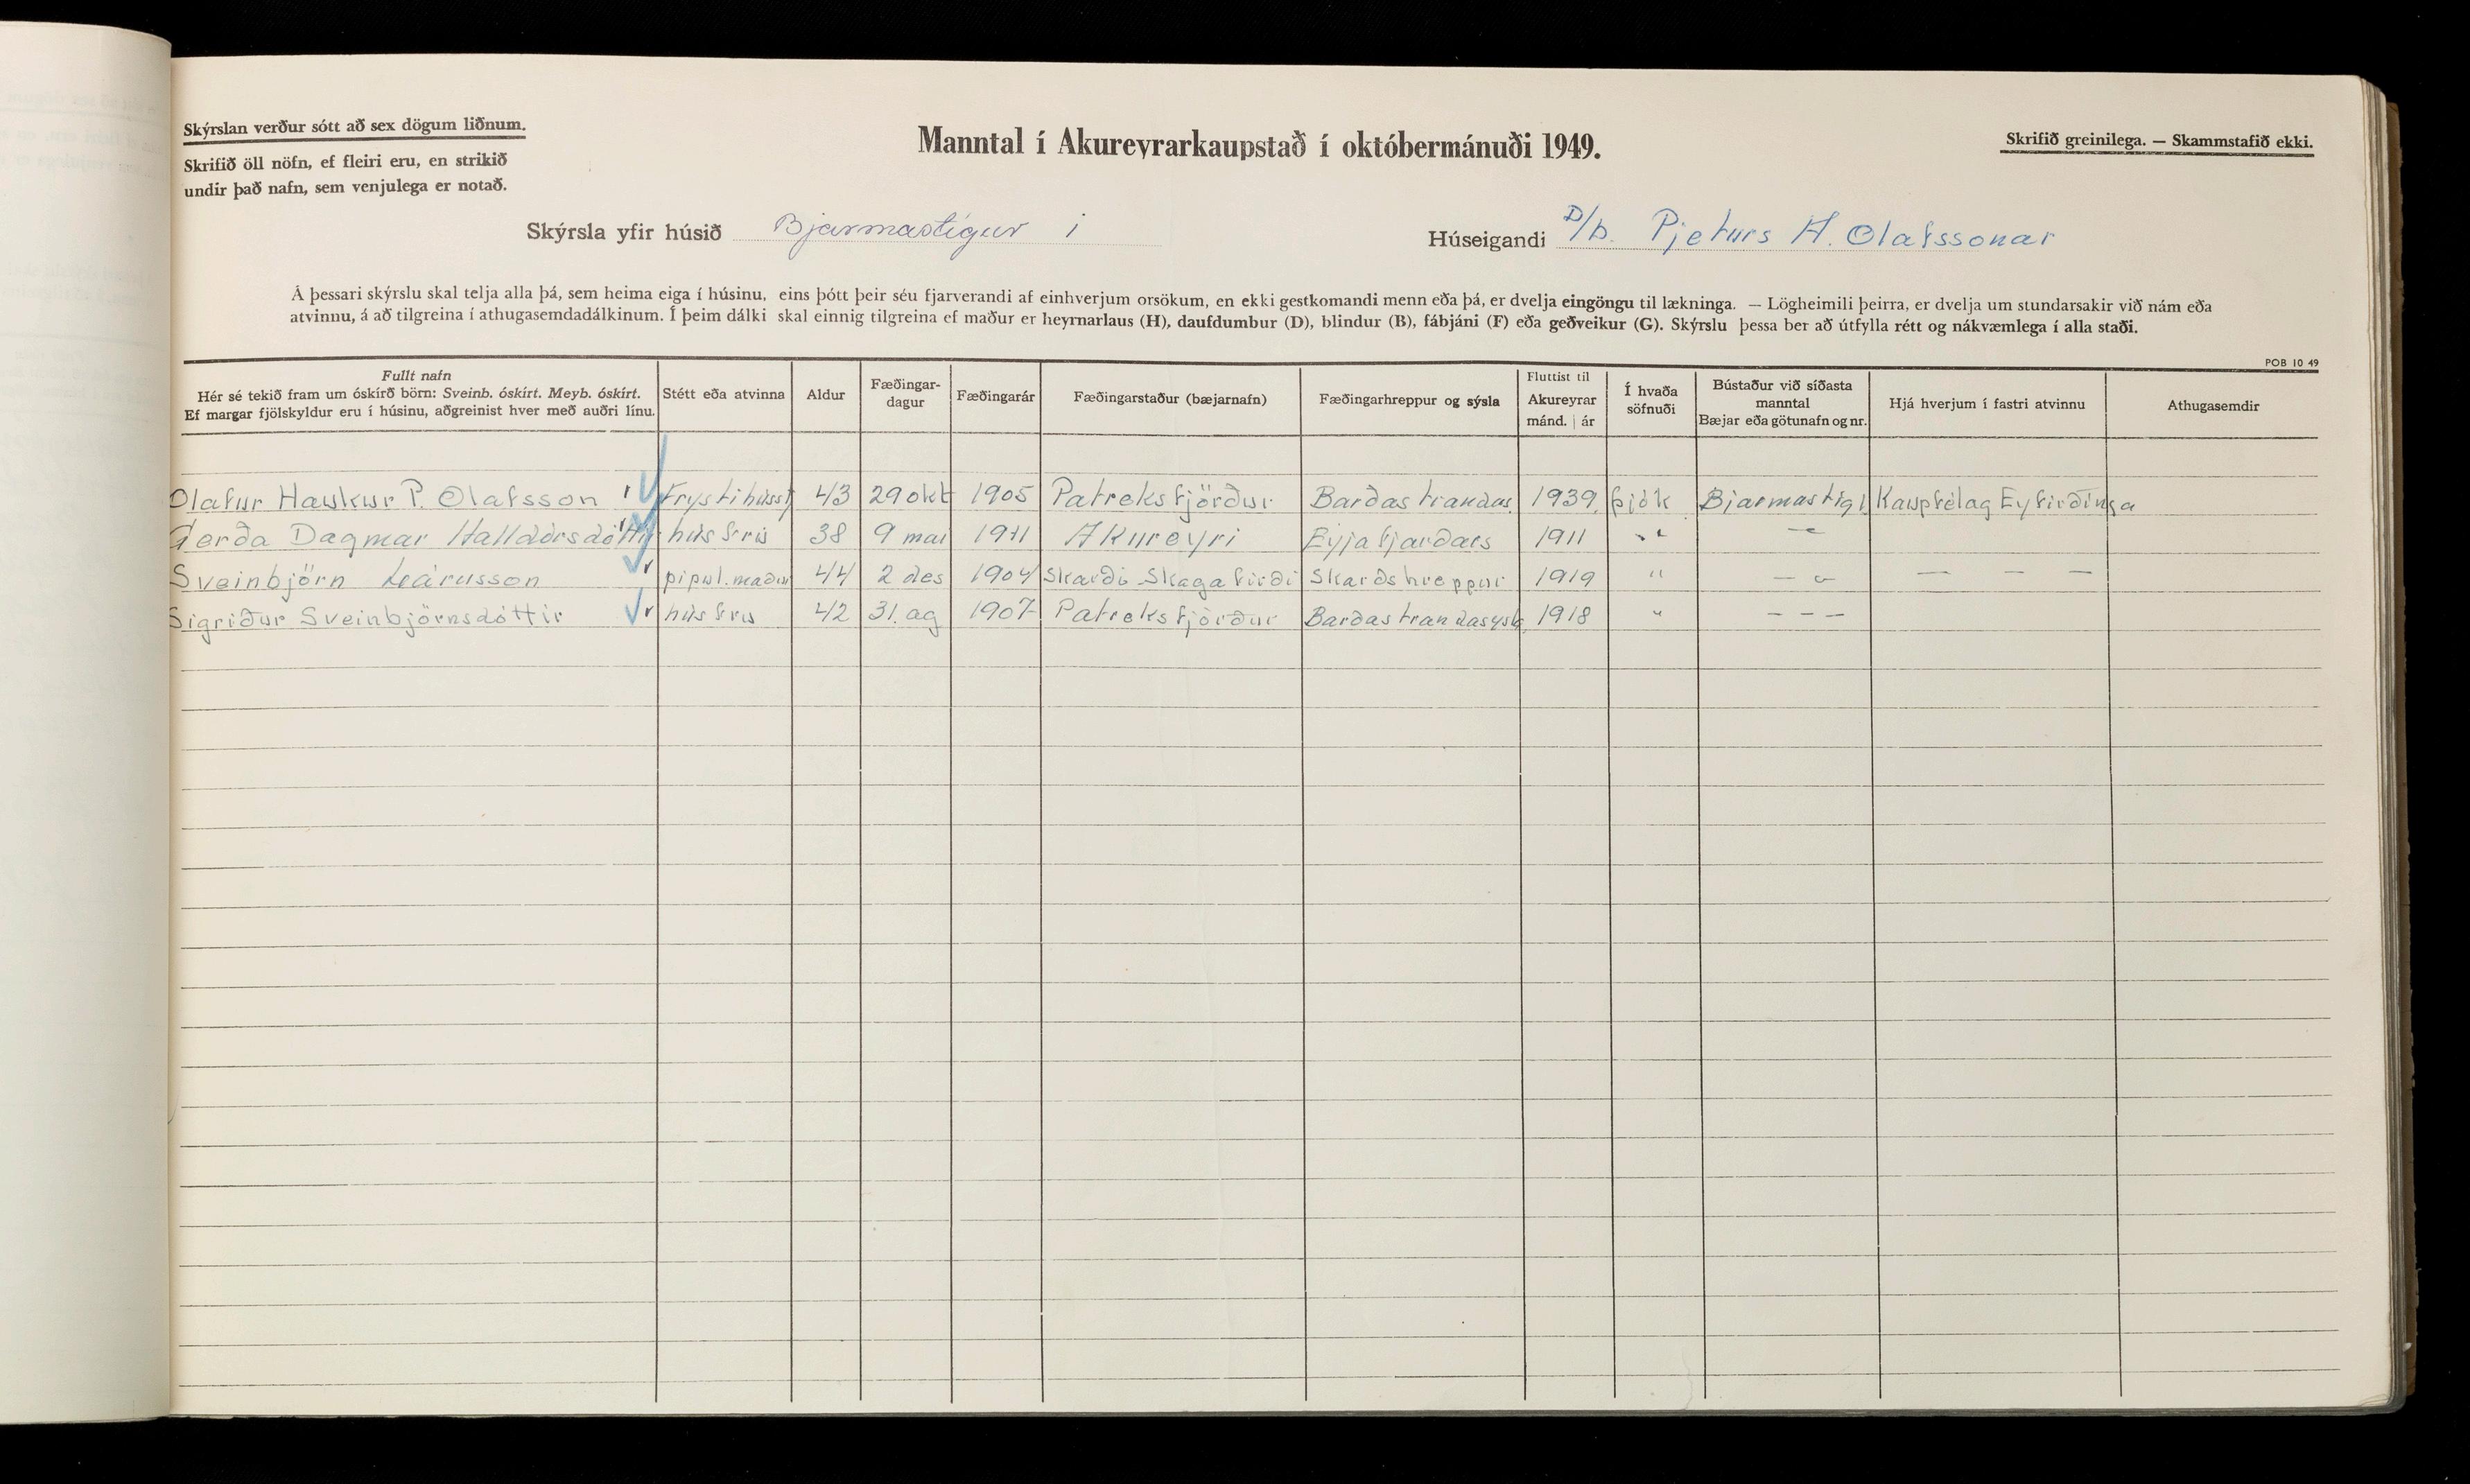 Skýrslan verður sótt að sex dögum liðnum.
Skrifið öll nöfn, ef fleiri eru, en strikið
undir það nafn, sem venjulega er notað.
Manntal í Akureyrarkaupstað í októbermánuði 1949.
Skrifið greinilega. — Skammstafið ekki.
Skýrsla yfir húsið Bjarmastígur 1
Húseigandi D/b. Pjeturs H. Olafssonar
Á þessari skýrslu skal telja alla þá, sem heima eiga í húsinu, eins þótt þeir séu fjarverandi af einhverjum orsökum, en ekki gestkomandi menn eða þá, er dvelja eingöngu til lækninga. — Lögheimili þeirra, er dvelja um stundarsakir við nám eða
atvinnu, á að tilgreina í athugasemdadálkinum. Í þeim dálki skal einnig tilgreina ef maður er heyrnarlaus (H), daufdumbur (D), blindur (B), fábjáni (F) eða geðveikur (G). Skýrslu þessa ber að útfylla rétt og nákvæmlega í alla staði.
POB 10 49
Fullt nafn
Hér sé tekið fram um óskírð börn: Sveinb. óskírt. Meyb. óskírt.
Ef margar fjölskyldur eru í húsinu, aðgreinist hver með auðri línu.
Stétt eða atvinna
Aldur
Fæðingar-
dagur
Fæðingarár
Fæðingarstaður (bæjarnafn)
Fæðingarhreppur og sýsla
Fluttist til
Akureyrar
mánd. | ár
Í hvaða
söfnuði
Bústaður við síðasta
manntal
Bæjar eða götunafn og nr.
Hjá hverjum í fastri atvinnu
Athugasemdir
Olafur Haukur P. Olafsson Frystihússtj 43 29 okt 1905 Patreksfjörður Barðastrandas. 1939 þjók Bjarmastíg 1 Kaupfélag Eyfirðinga
Gerða Dagmar Halldórsdóttir húsfrú 38 9 mai 1911 AKureyri Eyjafjarðars 1911 " —
Sveinbjörn Lárusson pipul.maður 44 2 des 1904 Skarði Skagafirði Skarðshreppur 1919 " — — — — —
Sigriður Sveinbjörnsdóttir húsfrú 42 31. ag 1907 Patreksfjörður Barðastrandasysla 1918 " — — —